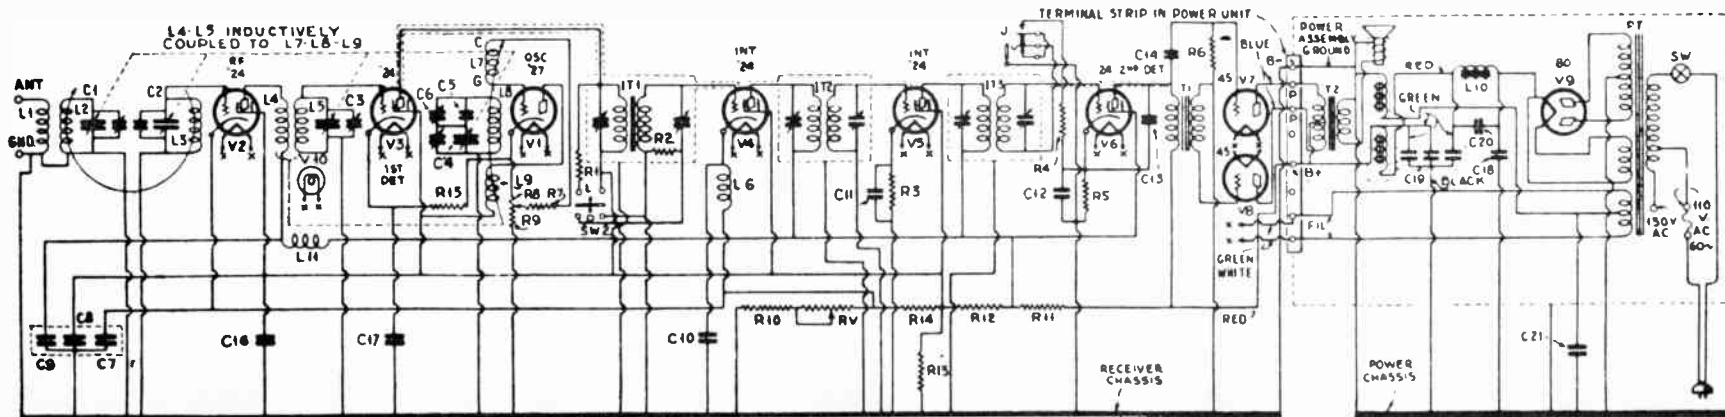 L4-L5 INDUCTIVELY
COUPLED TO L7-L8-L9
ANT
GND.
L1
L2
C1
C2
L3
RF
24
V2
L4
L5
C3
V10
24
V3
1ST
DET
C6
C5
C4
R15
C
L7
G
L8
L9
OSC
27
V1
R8
R7
R9
R1
L
SW2
IT1
R2
INT
24
V4
L6
IT2
C11
R3
INT
24
V5
IT3
J
R4
C12
R5
24 2ND DET
V6
C13
C14
T1
R6
45
V7
45
V8
TERMINAL STRIP IN POWER UNIT
BLUE
B-
P
P
B+
FIL
GREEN
WHITE
RED
POWER
ASSEMBLY
GROUND
T2
RED
GREEN
L10
C19
BLACK
C20
C18
80
V9
PT
SW
150V
AC
110
V
AC
60~
L11
C9
C8
C7
C16
C17
C10
R10
RV
R14
R12
R11
R13
RECEIVER
CHASSIS
POWER
CHASSIS
C21